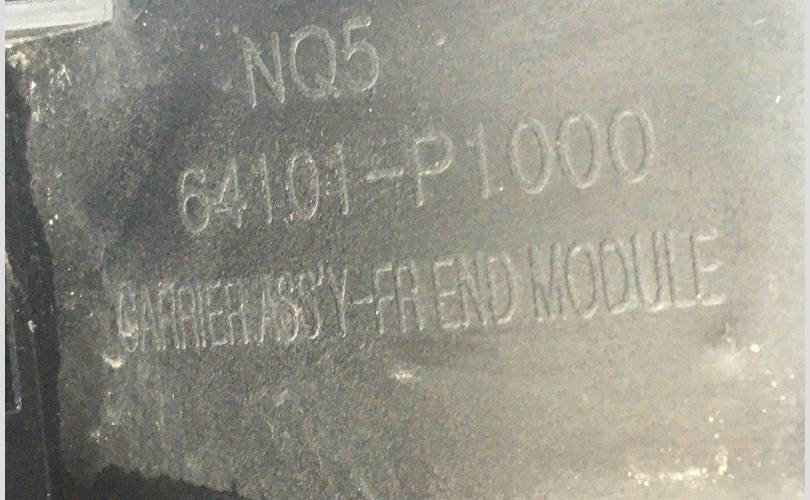 NQ5
64101-P1000
CARRIER ASS'Y-FR END MODULE